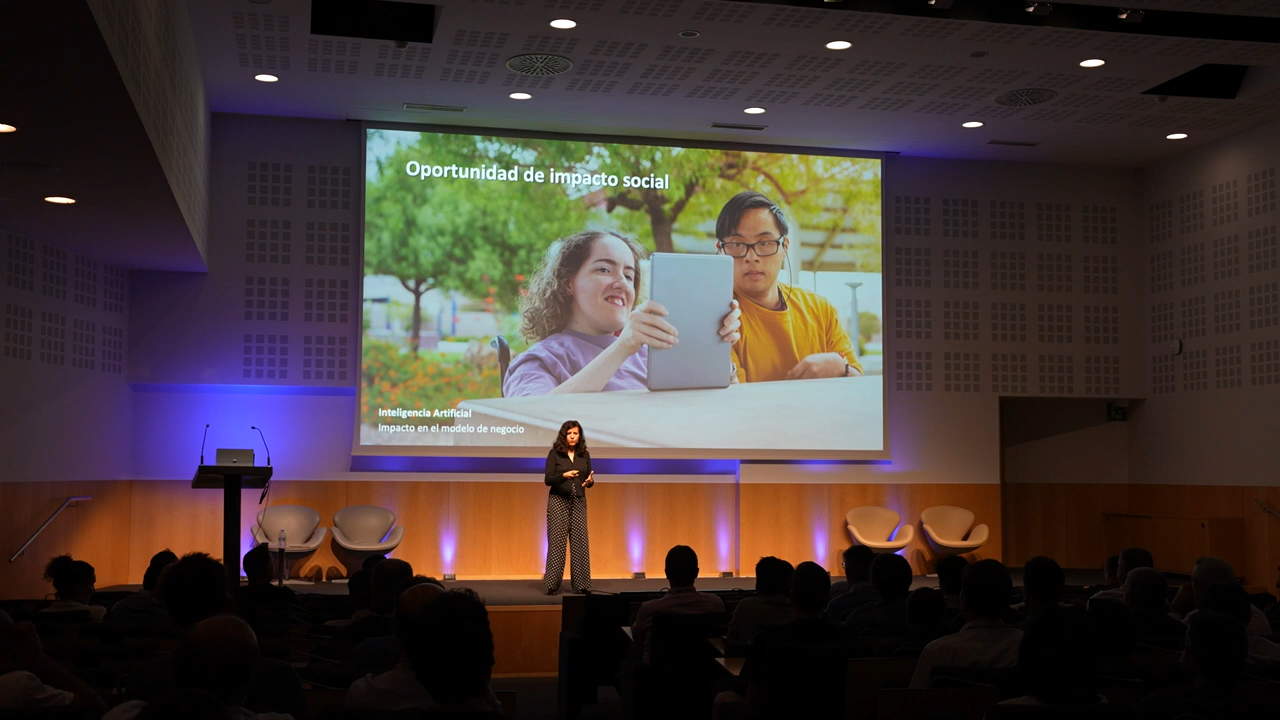 Oportunidad de impacto social
Inteligencia Artificial
Impacto en el modelo de negocio